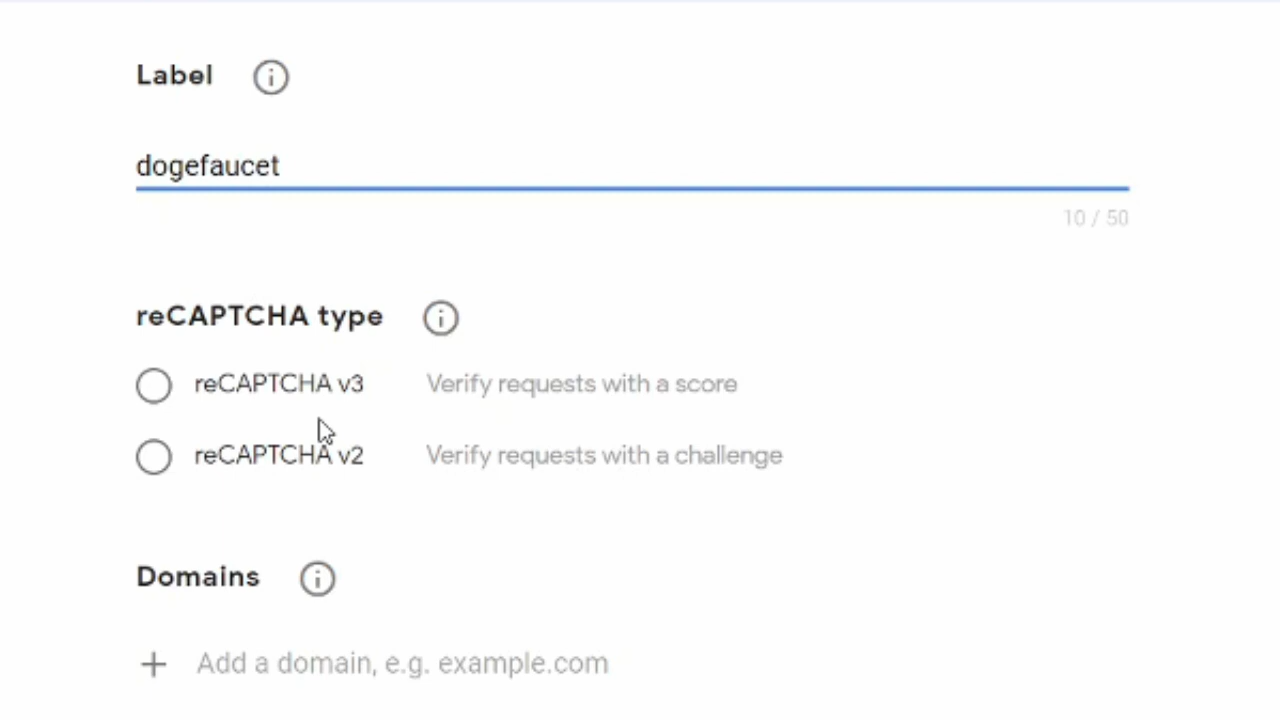 Label
dogefaucet
10 / 50
reCAPTCHA type
reCAPTCHA v3 Verify requests with a score
reCAPTCHA v2 Verify requests with a challenge
Domains
Add a domain, e.g. example.com